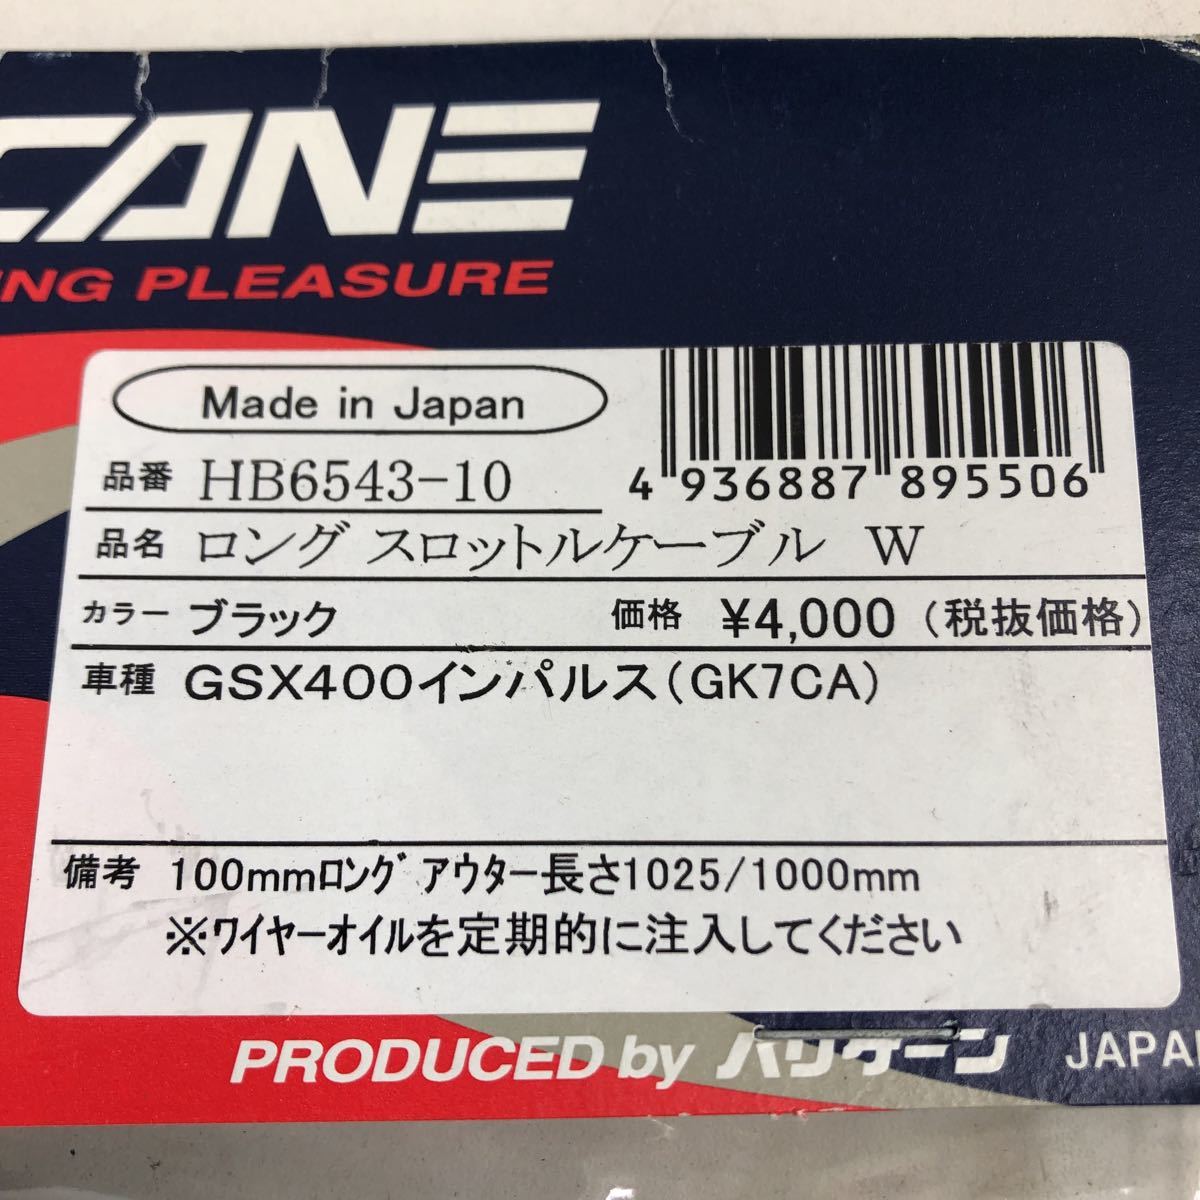 CANE
ING PLEASURE
Made in Japan
品番 HB6543-10
4 936887 895506
品名 ロング スロットルケーブル W
カラー ブラック 価格 ¥4,000 (税抜価格)
車種 GSX400インパルス(GK7CA)
備考 100mmロング アウター長さ1025/1000mm
※ワイヤーオイルを定期的に注入してください
PRODUCED by ハリケーン JAPAN